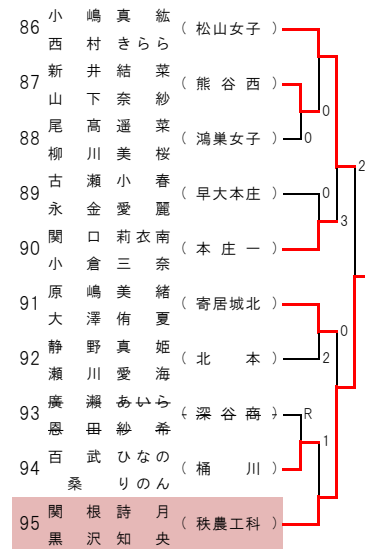 86 小嶋真紘 (松山女子)
西村きらら
87 新井結菜 (熊谷西)
山下奈紗
0
88 尾髙遥菜 (鴻巣女子) 0
柳川美桜
2
89 古瀬小春 (早大本庄) 0
永金愛麗
3
90 関口莉衣南 (本庄一)
小倉三奈
91 原嶋美緒 (寄居城北)
大澤侑夏
0
92 静野真姫 (北本) 2
瀬川愛海
93 廣瀬あいら (深谷商) R
恩田紗希
1
94 百武ひなの (桶川)
桑りのん
95 関根詩月 (秩農工科)
黒沢知央